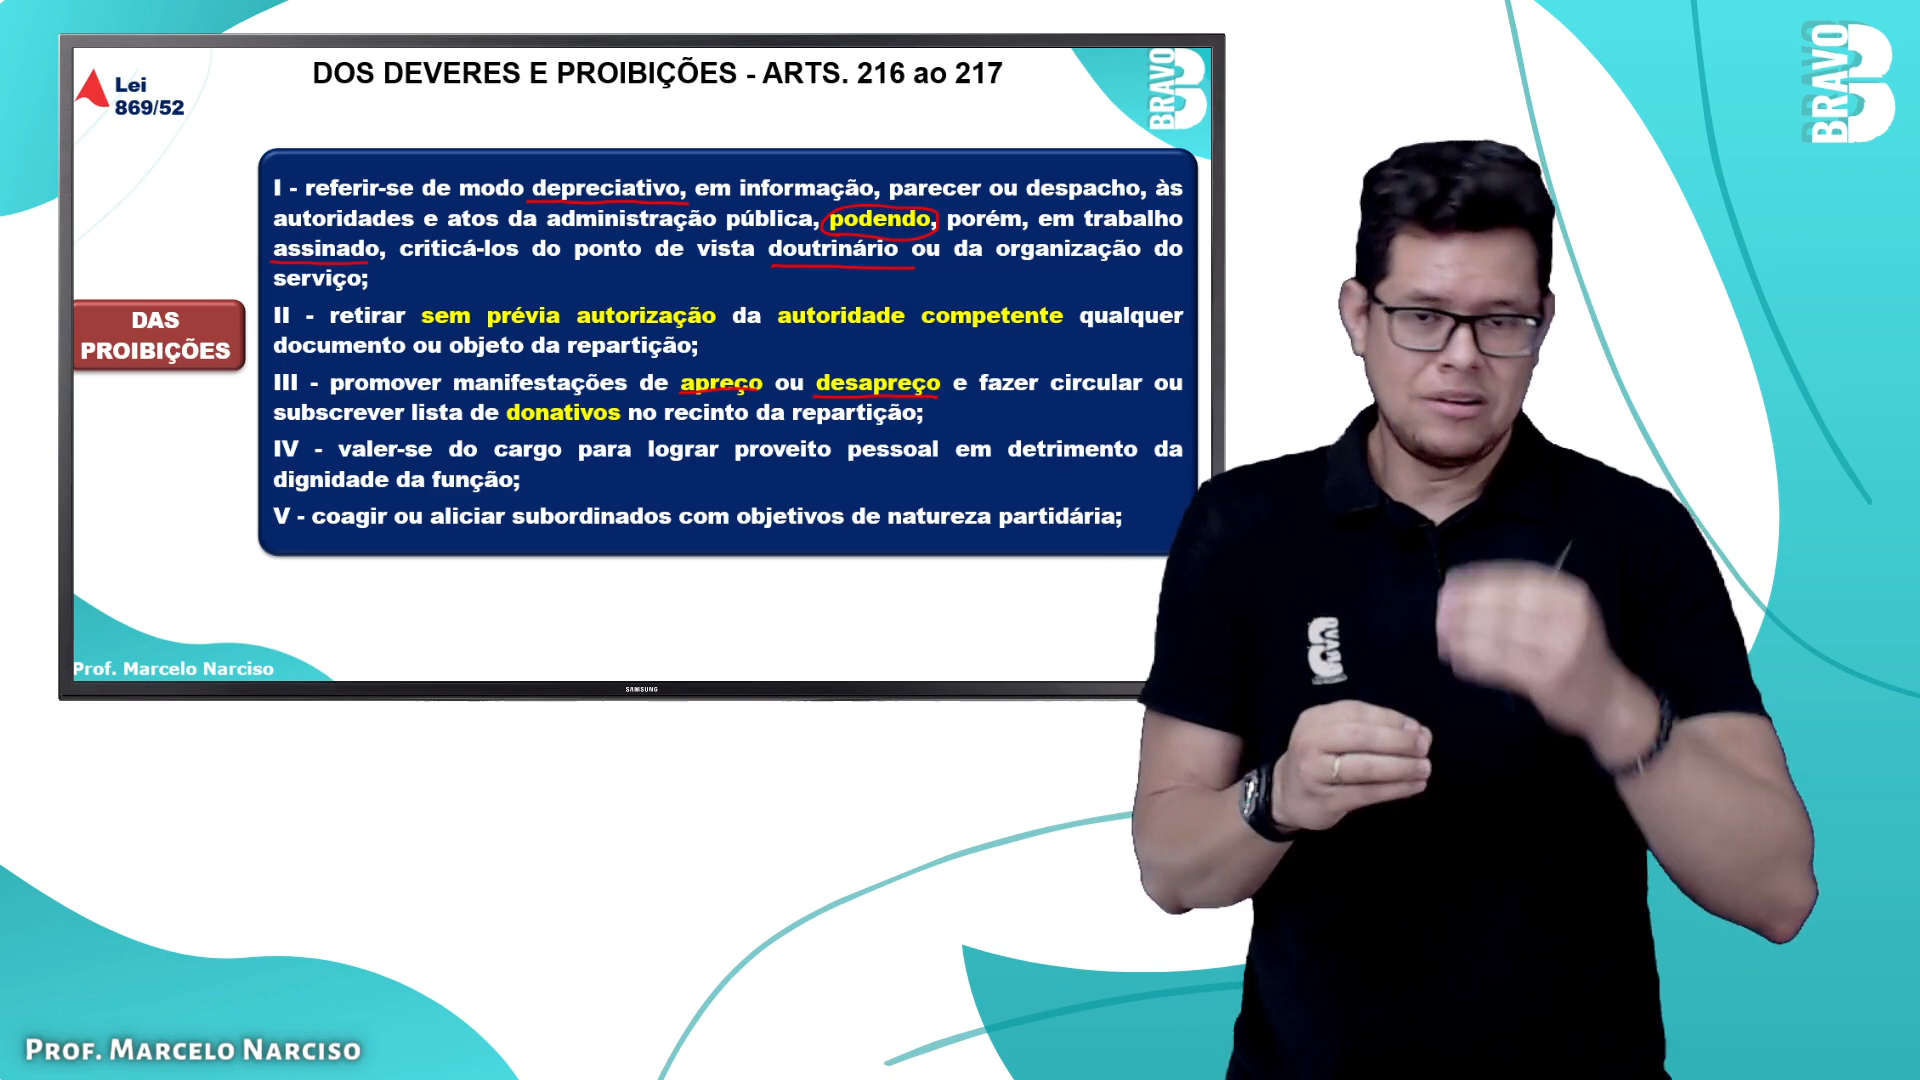 Lei
869/52
DOS DEVERES E PROIBIÇÕES - ARTS. 216 ao 217
BRAVO
BRAVO
I - referir-se de modo depreciativo, em informação, parecer ou despacho, às
autoridades e atos da administração pública, podendo, porém, em trabalho
assinado, criticá-los do ponto de vista doutrinário ou da organização do
serviço;
DAS
PROIBIÇÕES
II - retirar sem prévia autorização da autoridade competente qualquer
documento ou objeto da repartição;
III - promover manifestações de apreço ou desapreço e fazer circular ou
subscrever lista de donativos no recinto da repartição;
IV - valer-se do cargo para lograr proveito pessoal em detrimento da
dignidade da função;
V - coagir ou aliciar subordinados com objetivos de natureza partidária;
Prof. Marcelo Narciso
SAMSUNG
BRAVO
PROF. MARCELO NARCISO